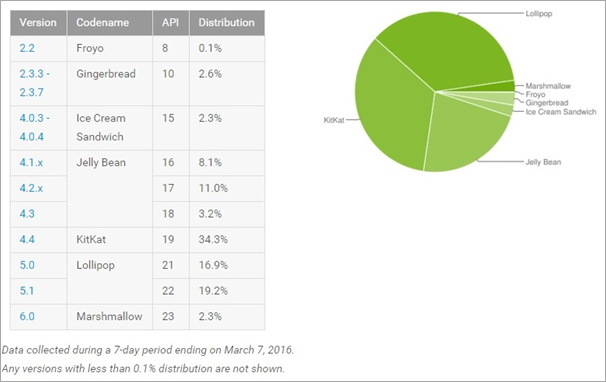 Version Codename API Distribution
2.2 Froyo 8 0.1%
2.3.3 - Gingerbread 10 2.6%
2.3.7
4.0.3 - Ice Cream 15 2.3%
4.0.4 Sandwich
4.1.x Jelly Bean 16 8.1%
4.2.x 17 11.0%
4.3 18 3.2%
4.4 KitKat 19 34.3%
5.0 Lollipop 21 16.9%
5.1 22 19.2%
6.0 Marshmallow 23 2.3%
Lollipop
Marshmallow
Froyo
Gingerbread
Ice Cream Sandwich
KitKat
Jelly Bean
Data collected during a 7-day period ending on March 7, 2016.
Any versions with less than 0.1% distribution are not shown.